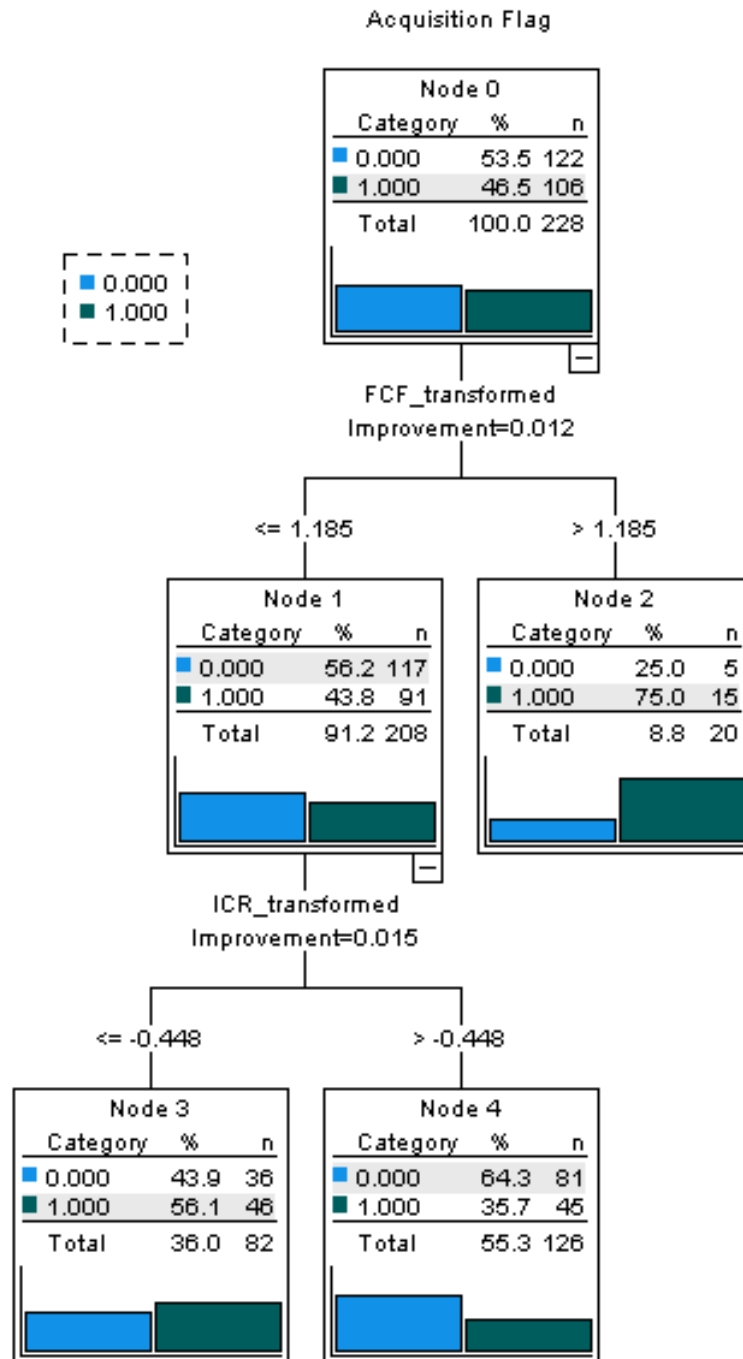 Acquisition Flag
Node 0
Category % n
0.000 53.5 122
1.000 46.5 106
Total 100.0 228
0.000
1.000
FCF_transformed
Improvement=0.012
<= 1.185
> 1.185
Node 1
Category % n
0.000 56.2 117
1.000 43.8 91
Total 91.2 208
Node 2
Category % n
0.000 25.0 5
1.000 75.0 15
Total 8.8 20
ICR_transformed
Improvement=0.015
<= -0.448
> -0.448
Node 3
Category % n
0.000 43.9 36
1.000 56.1 46
Total 36.0 82
Node 4
Category % n
0.000 64.3 81
1.000 35.7 45
Total 55.3 126